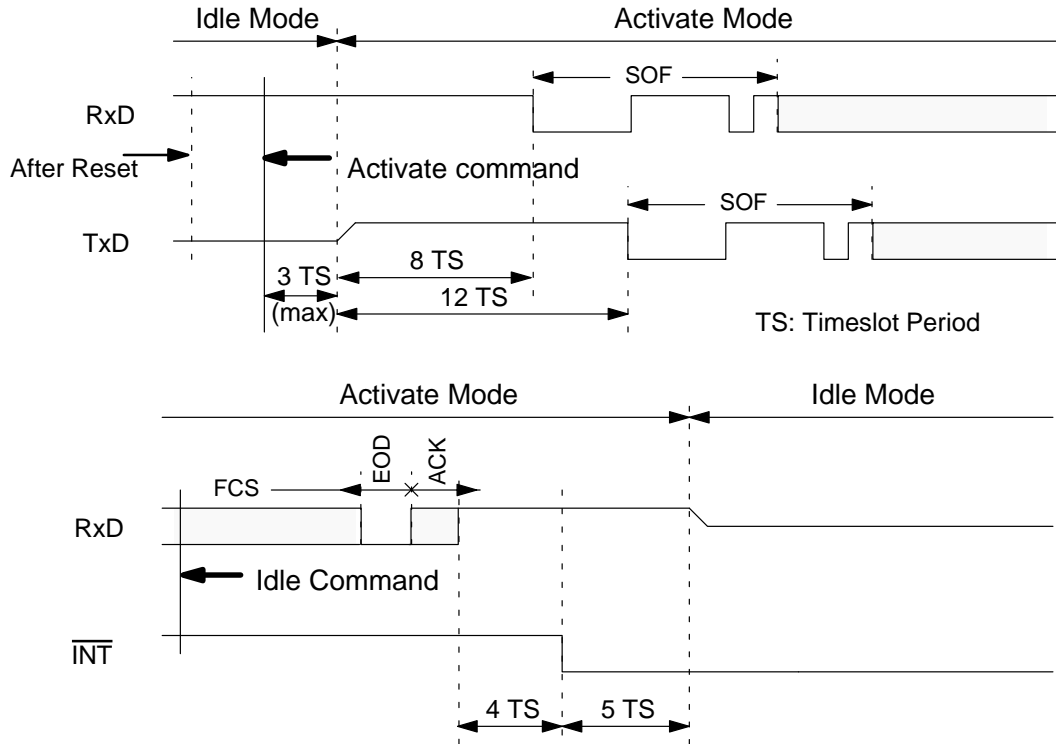 Idle Mode
Activate Mode
SOF
RxD
After Reset
Activate command
SOF
TxD
8 TS
3 TS
(max)
12 TS
TS: Timeslot Period
Activate Mode
Idle Mode
EOD
ACK
FCS
RxD
Idle Command
INT
4 TS
5 TS